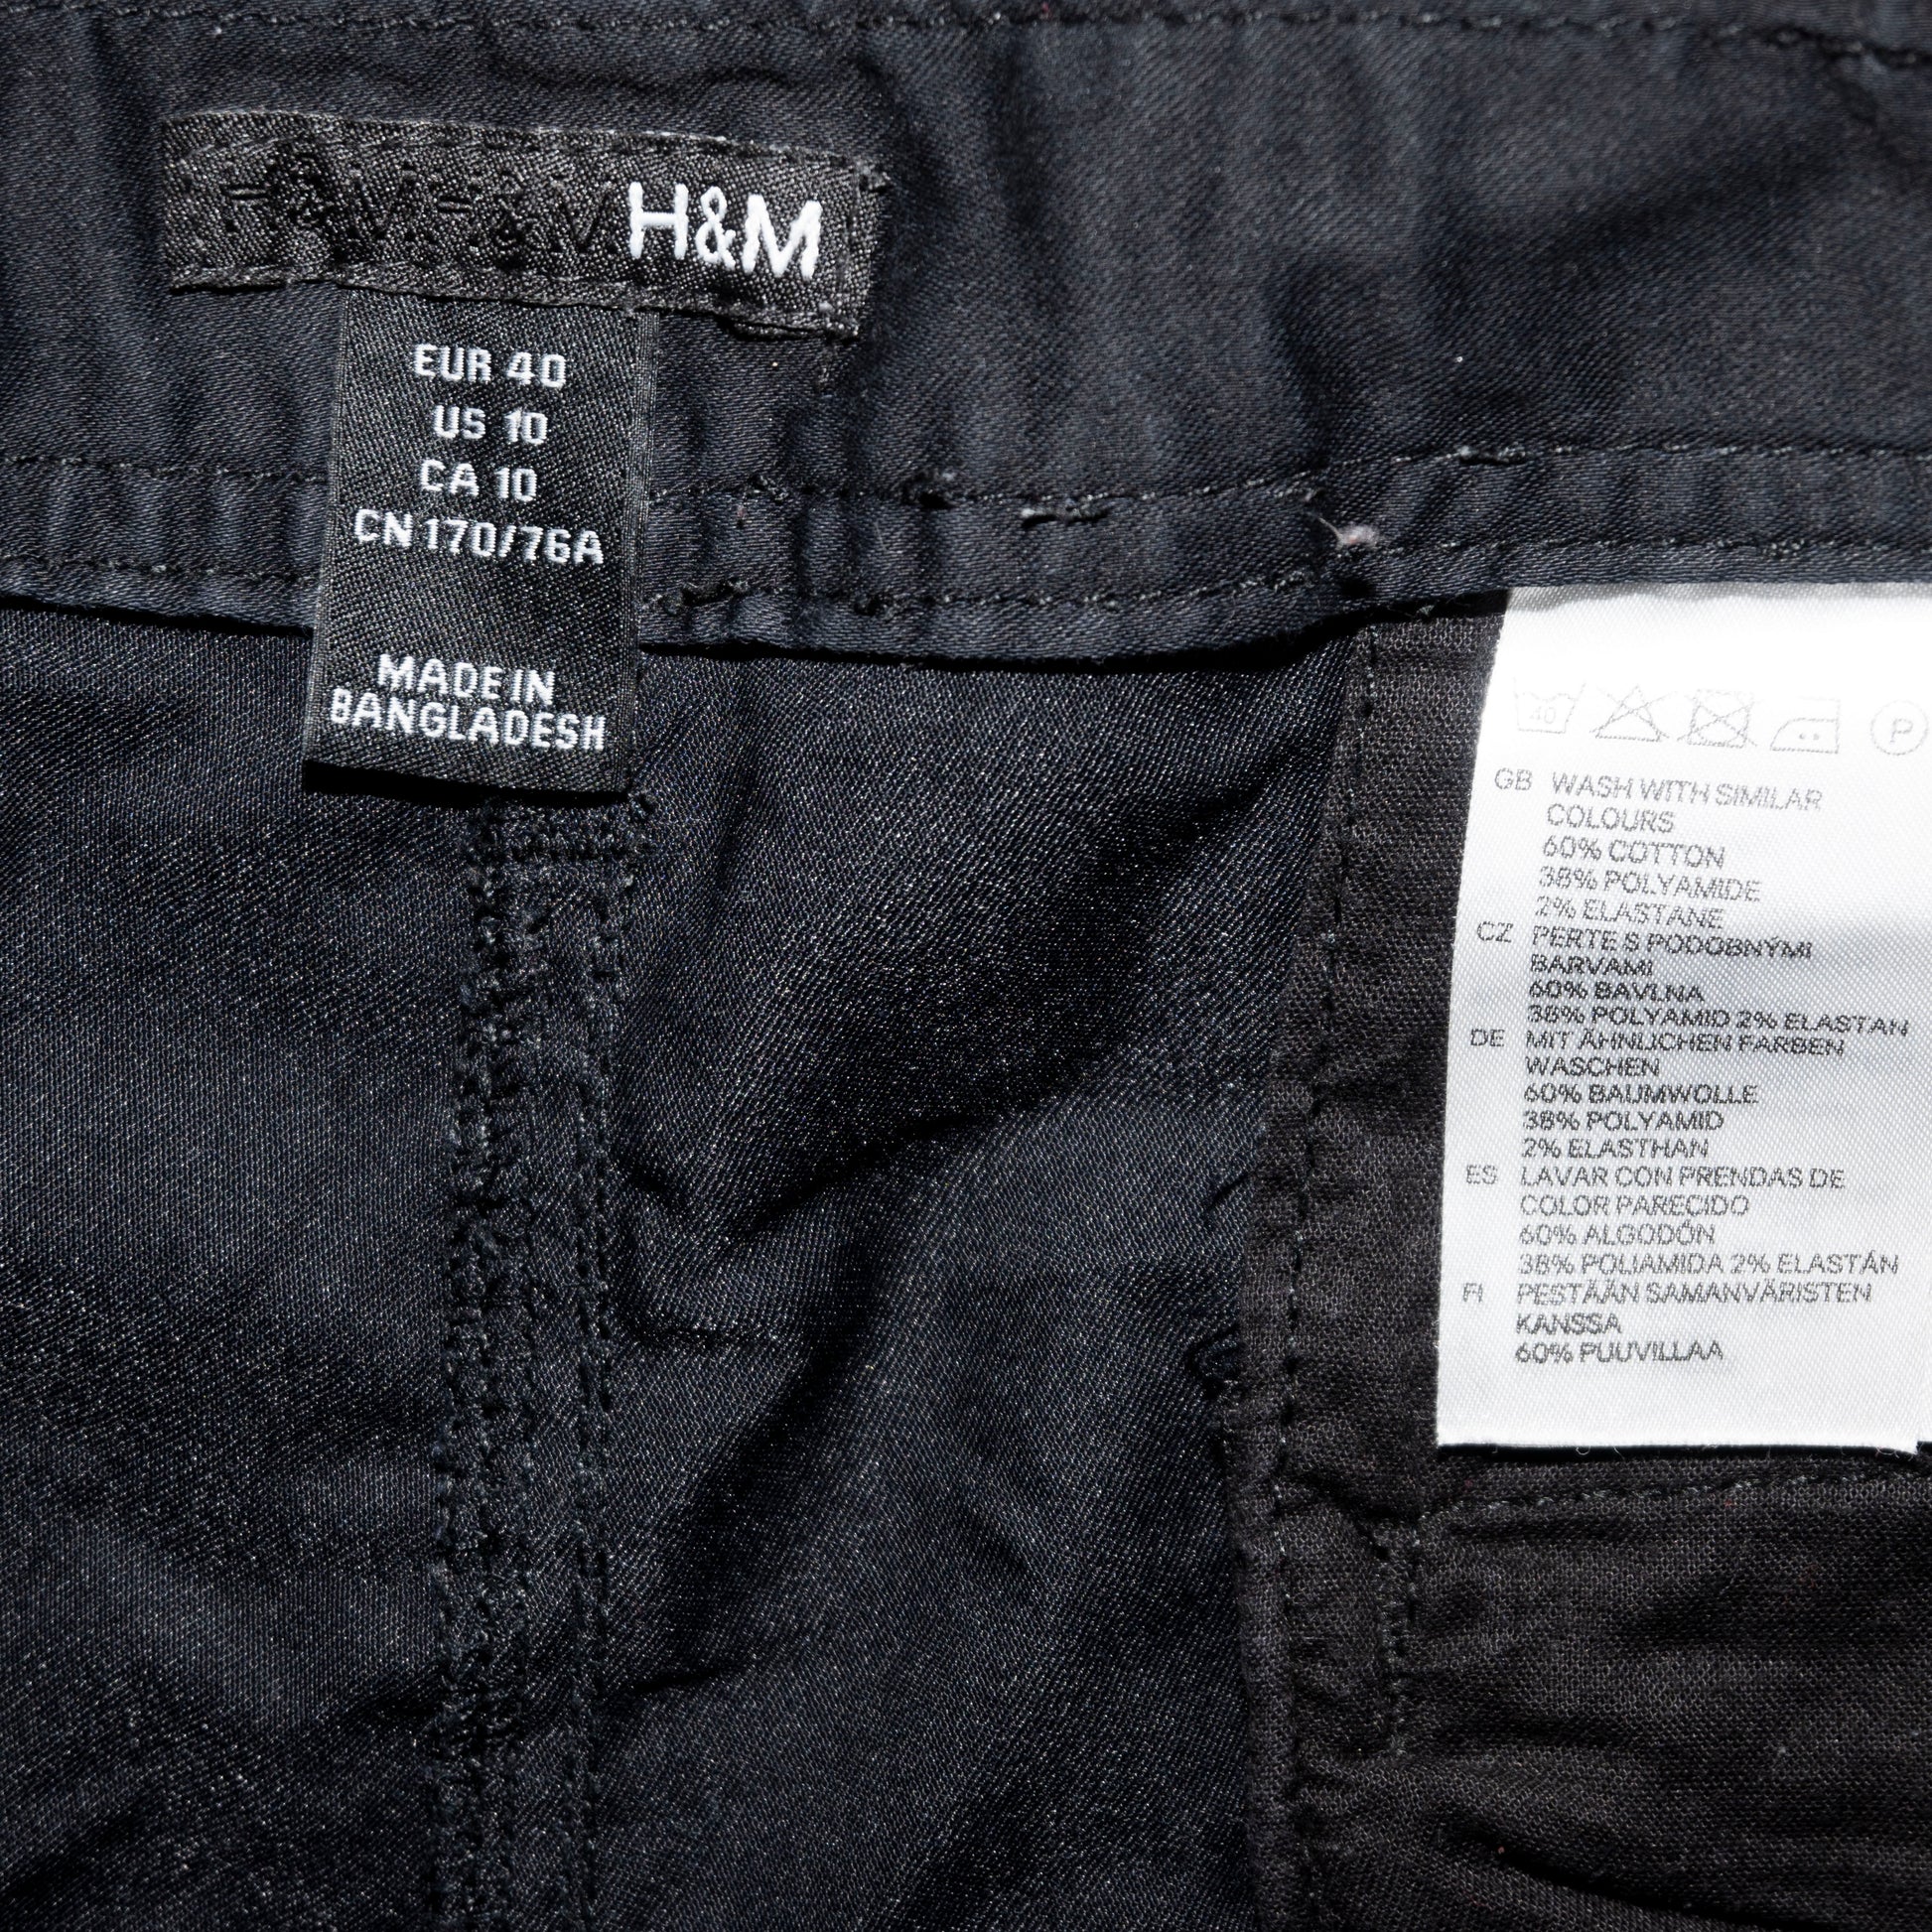 H&M H&M H&M
EUR 40
US 10
CA 10
CN 170/76A
MADE IN
BANGLADESH
40 P
GB WASH WITH SIMILAR
COLOURS
60% COTTON
38% POLYAMIDE
2% ELASTANE
CZ PERTE S PODOBNÝMI
BARVAMI
60% BAVLNA
38% POLYAMID 2% ELASTAN
DE MIT ÄHNLICHEN FARBEN
WASCHEN
60% BAUMWOLLE
38% POLYAMID
2% ELASTHAN
ES LAVAR CON PRENDAS DE
COLOR PARECIDO
60% ALGODÓN
38% POLIAMIDA 2% ELASTÁN
FI PESTÄÄN SAMANVÄRISTEN
KANSSA
60% PUUVILLAA